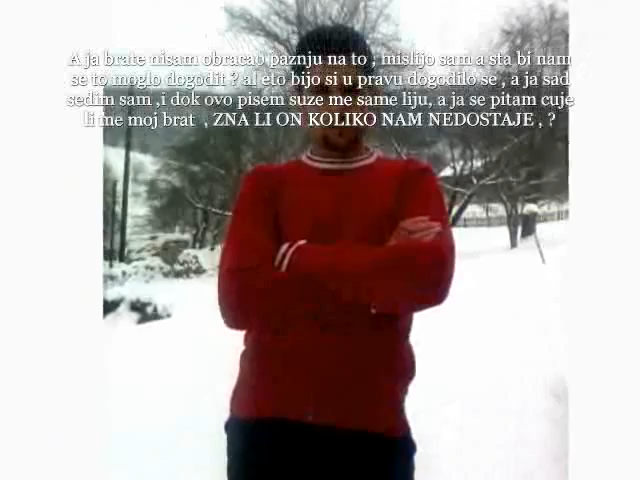 A ja brate nisam obracao paznju na to , mislijo sam a sta bi nam
se to moglo dogodit ? al eto bijo si u pravu dogodilo se , a ja sad
sedim sam ,i dok ovo pisem suze me same liju, a ja se pitam cuje
li me moj brat , ZNA LI ON KOLIKO NAM NEDOSTAJE , ?